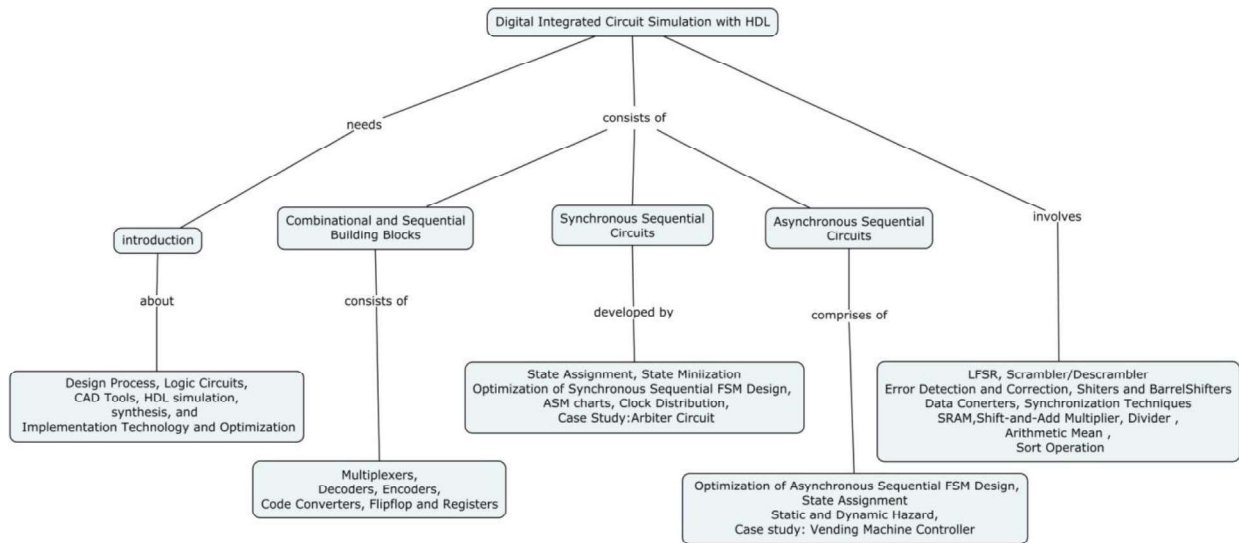 Digital Integrated Circuit Simulation with HDL
needs
consists of
involves
introduction
Combinational and Sequential
Building Blocks
Synchronous Sequential
Circuits
Asynchronous Sequential
Circuits
about
consists of
developed by
comprises of
Design Process, Logic Circuits,
CAD Tools, HDL simulation,
synthesis, and
Implementation Technology and Optimization
Multiplexers,
Decoders, Encoders,
Code Converters, Flipflop and Registers
State Assignment, State Miniization
Optimization of Synchronous Sequential FSM Design,
ASM charts, Clock Distribution,
Case Study:Arbiter Circuit
Optimization of Asynchronous Sequential FSM Design,
State Assignment
Static and Dynamic Hazard,
Case study: Vending Machine Controller
LFSR, Scrambler/Descrambler
Error Detection and Correction, Shiters and BarrelShifters
Data Conerters, Synchronization Techniques
SRAM,Shift-and-Add Multiplier, Divider ,
Arithmetic Mean ,
Sort Operation